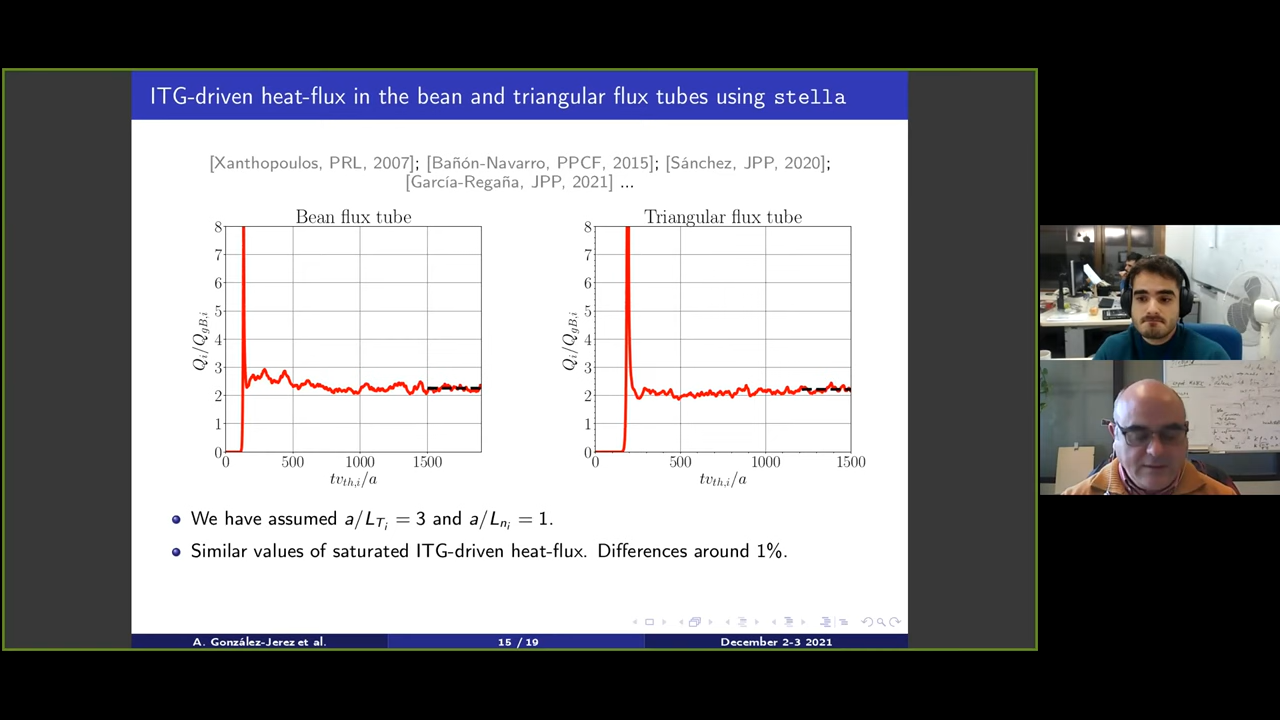 ITG-driven heat-flux in the bean and triangular flux tubes using stella
[Xanthopoulos, PRL, 2007]; [Bañón-Navarro, PPCF, 2015]; [Sánchez, JPP, 2020];
[García-Regaña, JPP, 2021] ...
Bean flux tube
8
7
6
5
4
3
2
1
0
Q_i/Q_{gB,i}
0 500 1000 1500
tv_{th,i}/a
Triangular flux tube
8
7
6
5
4
3
2
1
0
Q_i/Q_{gB,i}
0 500 1000 1500
tv_{th,i}/a
We have assumed a/L_{T_i} = 3 and a/L_{n_i} = 1.
Similar values of saturated ITG-driven heat-flux. Differences around 1%.
A. González-Jerez et al. 15 / 19 December 2-3 2021